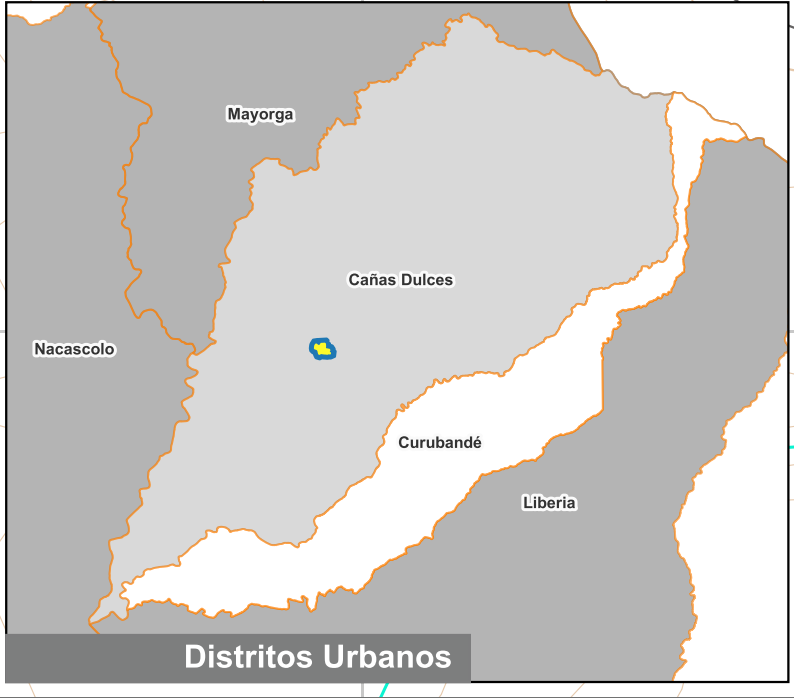 Mayorga
Cañas Dulces
Nacascolo
Curubandé
Liberia
Distritos Urbanos